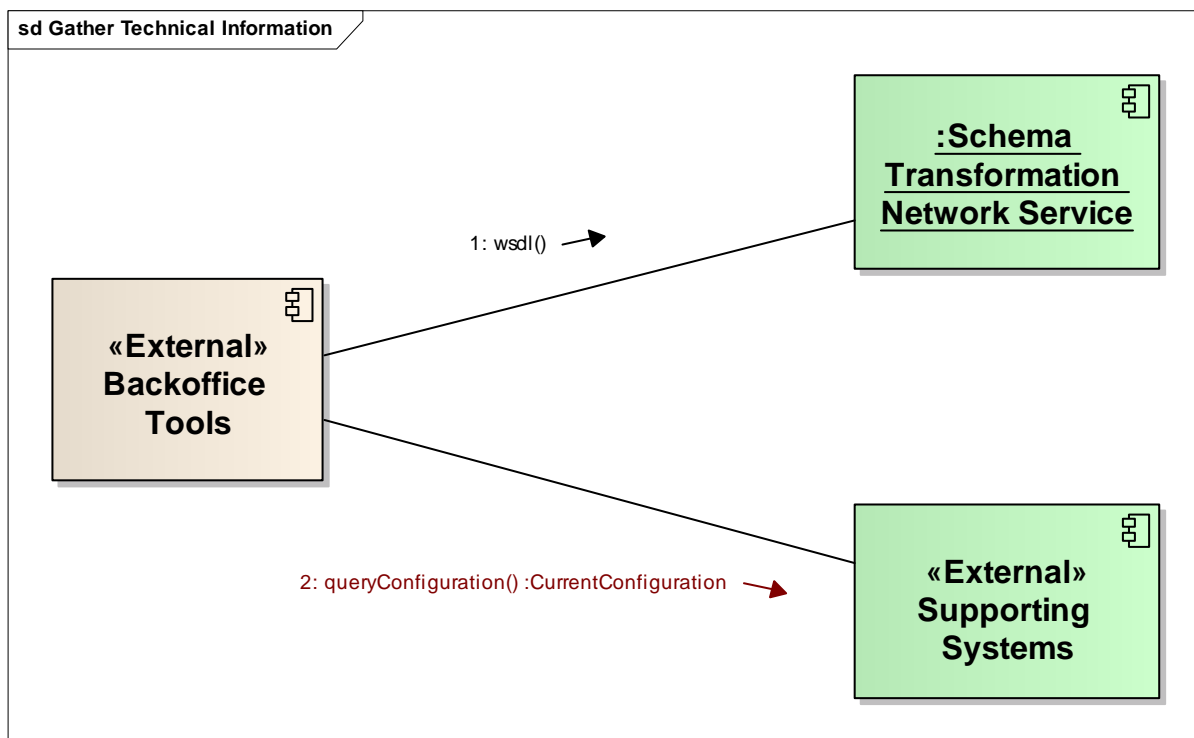 sd Gather Technical Information
:Schema
Transformation
Network Service
1: wsdl()
«External»
Backoffice
Tools
2: queryConfiguration() :CurrentConfiguration
«External»
Supporting
Systems